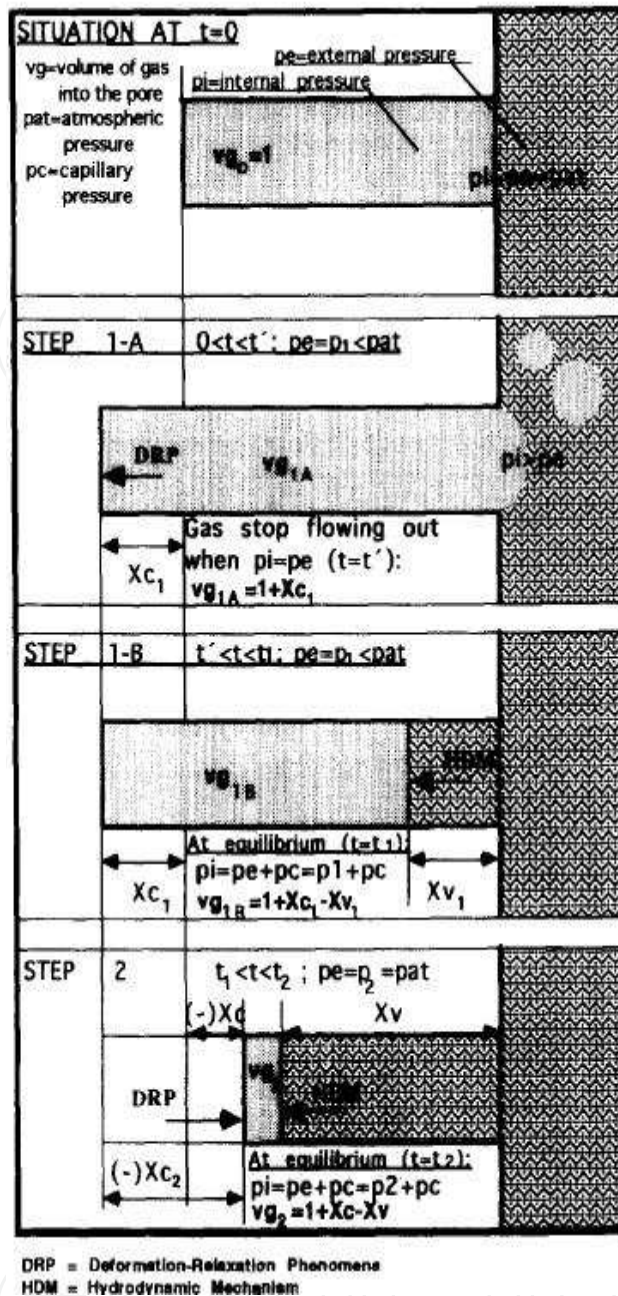 SITUATION AT t=0
pe=external pressure
vg=volume of gas
into the pore
pi=internal pressure
pat=atmospheric
pressure
pc=capillary
pressure
vg₀=1
STEP 1-A 0<t<t´; pe=p₁<pat
DRP
vg₁A
pi>pe
Xc₁
Gas stop flowing out
when pi=pe (t=t´):
vg₁A=1+Xc₁
STEP 1-B t´<t<t₁; pe=p₁<pat
vg₁B
HDM
Xc₁
At equilibrium (t=t₁):
pi=pe+pc=p1+pc
vg₁B=1+Xc₁-Xv₁
Xv₁
STEP 2 t₁<t<t₂ ; pe=p₂=pat
(-)Xc
Xv
DRP
HDM
(-)Xc₂
At equilibrium (t=t₂):
pi=pe+pc=p2+pc
vg₂=1+Xc-Xv
DRP = Deformation-Relaxation Phenomena
HDM = Hydrodynamic Mechanism